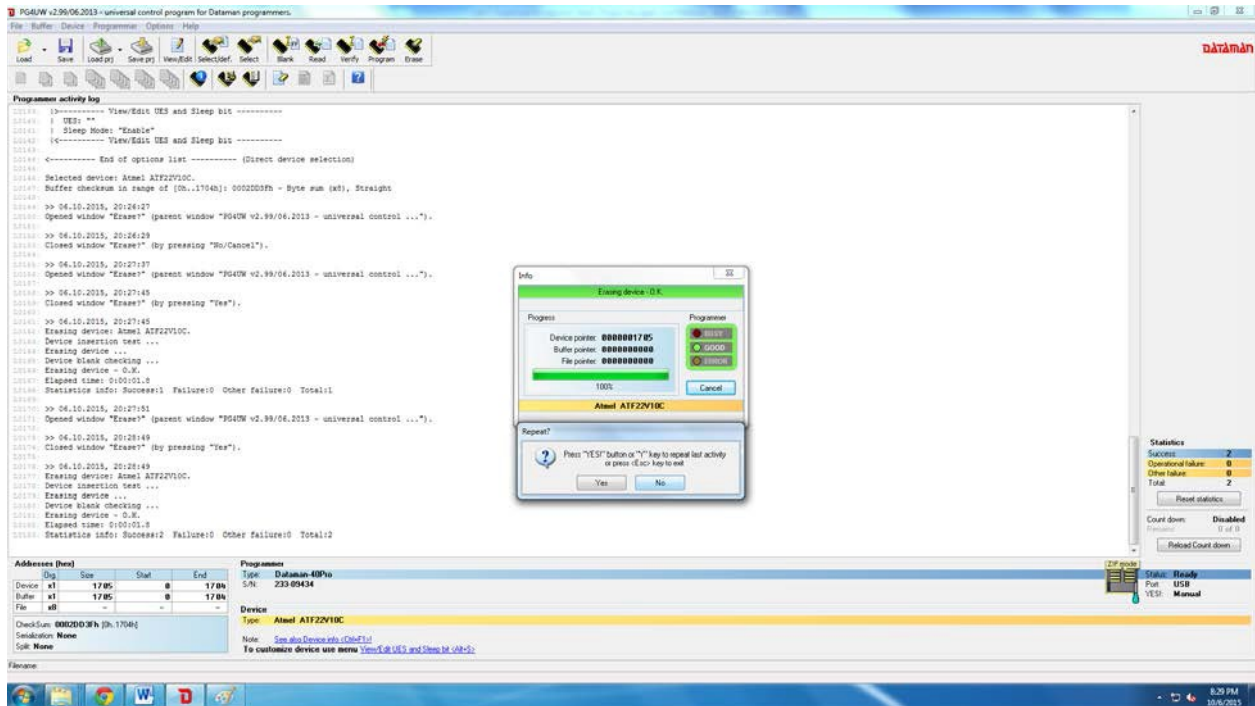 PG4UW v2.99/06.2013 - universal control program for Dataman programmers.
File Buffer Device Programmer Options Help
Load Save Load prj Save prj View/Edit Select/def. Select Blank Read Verify Program Erase
DATAMAN
Programmer activity log
|>---------- View/Edit UES and Sleep bit ----------
| UES: ""
| Sleep Mode: "Enable"
|<---------- View/Edit UES and Sleep bit ----------
<---------- End of options list ---------- (Direct device selection)
Selected device: Atmel ATF22V10C.
Buffer checksum in range of [0h..1704h]: 0002DD3Fh - Byte sum (x8), Straight
>> 06.10.2015, 20:26:27
Opened window "Erase?" (parent window "PG4UW v2.99/06.2013 - universal control ...").
>> 06.10.2015, 20:26:29
Closed window "Erase?" (by pressing "No/Cancel").
>> 06.10.2015, 20:27:37
Opened window "Erase?" (parent window "PG4UW v2.99/06.2013 - universal control ...").
>> 06.10.2015, 20:27:45
Closed window "Erase?" (by pressing "Yes").
>> 06.10.2015, 20:27:45
Erasing device: Atmel ATF22V10C.
Device insertion test ...
Erasing device ...
Device blank checking ...
Erasing device - O.K.
Elapsed time: 0:00:01.8
Statistics info: Success:1 Failure:0 Other failure:0 Total:1
>> 06.10.2015, 20:27:51
Opened window "Erase?" (parent window "PG4UW v2.99/06.2013 - universal control ...").
>> 06.10.2015, 20:28:49
Closed window "Erase?" (by pressing "Yes").
>> 06.10.2015, 20:28:49
Erasing device: Atmel ATF22V10C.
Device insertion test ...
Erasing device ...
Device blank checking ...
Erasing device - O.K.
Elapsed time: 0:00:01.8
Statistics info: Success:2 Failure:0 Other failure:0 Total:2
Info
Erasing device - O.K.
Progress Programmer
Device pointer: 0000001705
Buffer pointer: 0000000000
File pointer: 0000000000
BUSY
GOOD
ERROR
100%
Cancel
Atmel ATF22V10C
Repeat?
Press "YES!" button or "Y" key to repeat last activity
or press <Esc> key to exit
Yes No
Statistics
Success: 2
Operational failure: 0
Other failure: 0
Total: 2
Reset statistics
Count down: Disabled
Remains: 0 of 0
Reload Count down
Addresses (hex)
Org. Size Start End
Device x1 1705 0 1704
Buffer x1 1705 0 1704
File x8 - - -
CheckSum: 0002DD3Fh [0h..1704h]
Serialization: None
Split: None
Programmer
Type: Dataman-40Pro
S/N: 233-09434
Device
Type: Atmel ATF22V10C
Note: See also Device info <Ctrl+F1>!
To customize device use menu View/Edit UES and Sleep bit <Alt+S>
ZIF mode
Status: Ready
Port: USB
YES!: Manual
Filename:
8:29 PM
10/6/2015